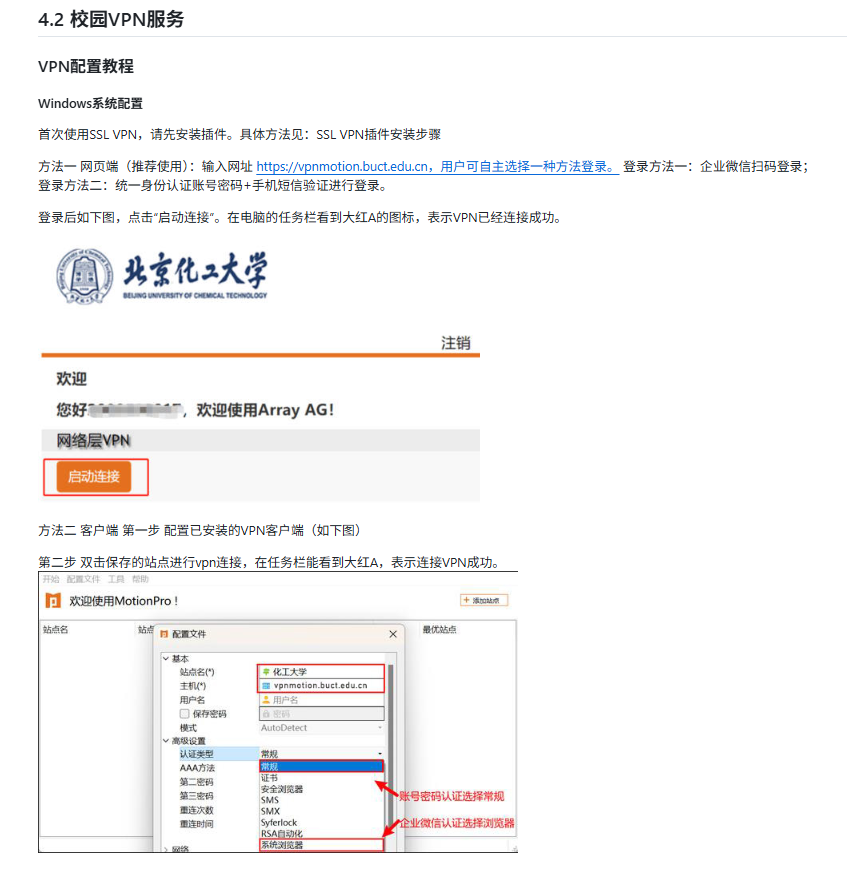 4.2 校园VPN服务
VPN配置教程
Windows系统配置
首次使用SSL VPN，请先安装插件。具体方法见：SSL VPN插件安装步骤
方法一 网页端（推荐使用）：输入网址 https://vpnmotion.buct.edu.cn，用户可自主选择一种方法登录。 登录方法一：企业微信扫码登录；
登录方法二：统一身份认证账号密码+手机短信验证进行登录。
登录后如下图，点击“启动连接”。在电脑的任务栏看到大红A的图标，表示VPN已经连接成功。
北京化工大学
BEIJING UNIVERSITY OF CHEMICAL TECHNOLOGY
注销
欢迎
您好 ，欢迎使用Array AG！
网络层VPN
启动连接
方法二 客户端 第一步 配置已安装的VPN客户端（如下图）
第二步 双击保存的站点进行vpn连接，在任务栏能看到大红A，表示连接VPN成功。
开始 配置文件 工具 帮助
欢迎使用MotionPro！
+ 添加站点
站点名 站点 最优站点
配置文件
基本
站点名(*) 化工大学
主机(*) vpnmotion.buct.edu.cn
用户名 用户名
保存密码 密码
模式 AutoDetect
高级设置
认证类型 常规
AAA方法 常规
证书
第二密码 安全浏览器
第三密码 SMS
重连次数 SMX
重连时间 Syferlock
RSA自动化
网络 系统浏览器
账号密码认证选择常规
企业微信认证选择浏览器